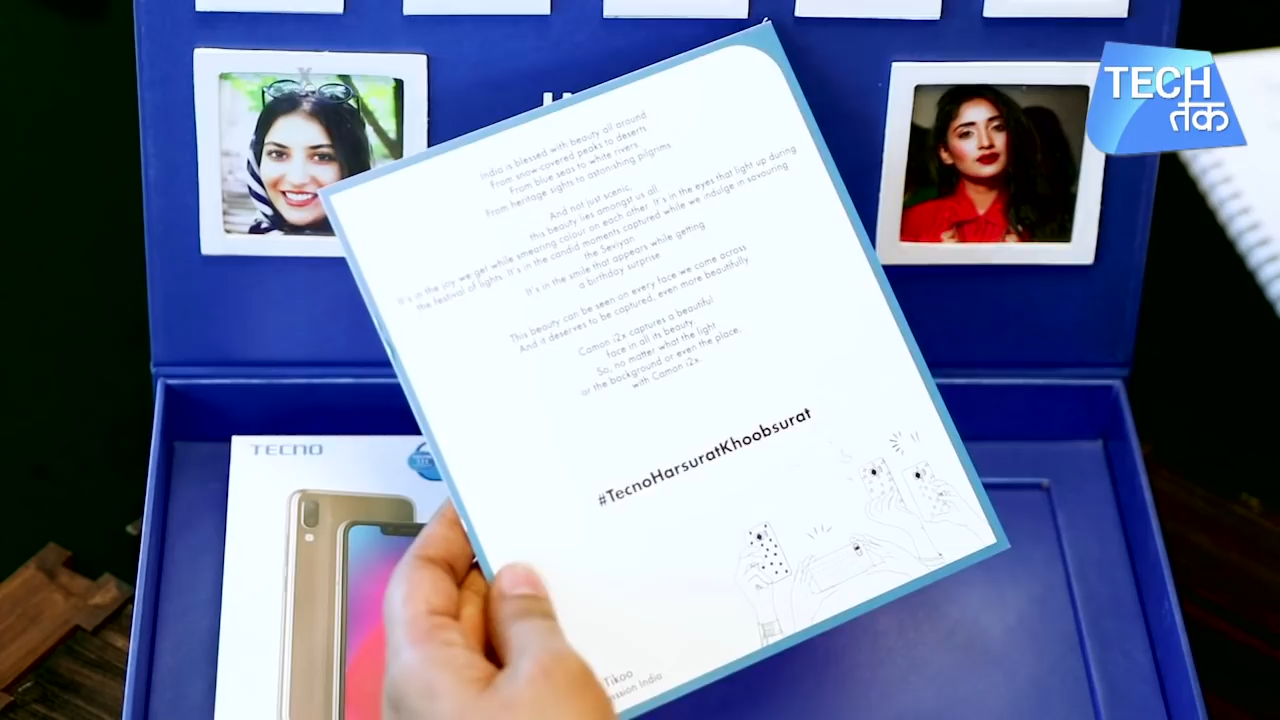 TECH
तक
India is blessed with beauty all around
From snow-covered peaks to deserts
From blue seas to white rivers
From heritage sights to astonishing pilgrims
And not just scenic,
this beauty lies amongst us all.
It's in the joy we get while smearing colour on each other. It's in the eyes that light up during
the festival of lights. It's in the candid moments captured while we indulge in savouring
the Seviyan
It's in the smile that appears while getting
a birthday surprise
This beauty can be seen on every face we come across
And it deserves to be captured, even more beautifully
Camon i2x captures a beautiful
face in all its beauty
So, no matter what the light
or the background or even the place,
with Camon i2x.
#TecnoHarsuratKhoobsurat
TECNO
Tikoo
India